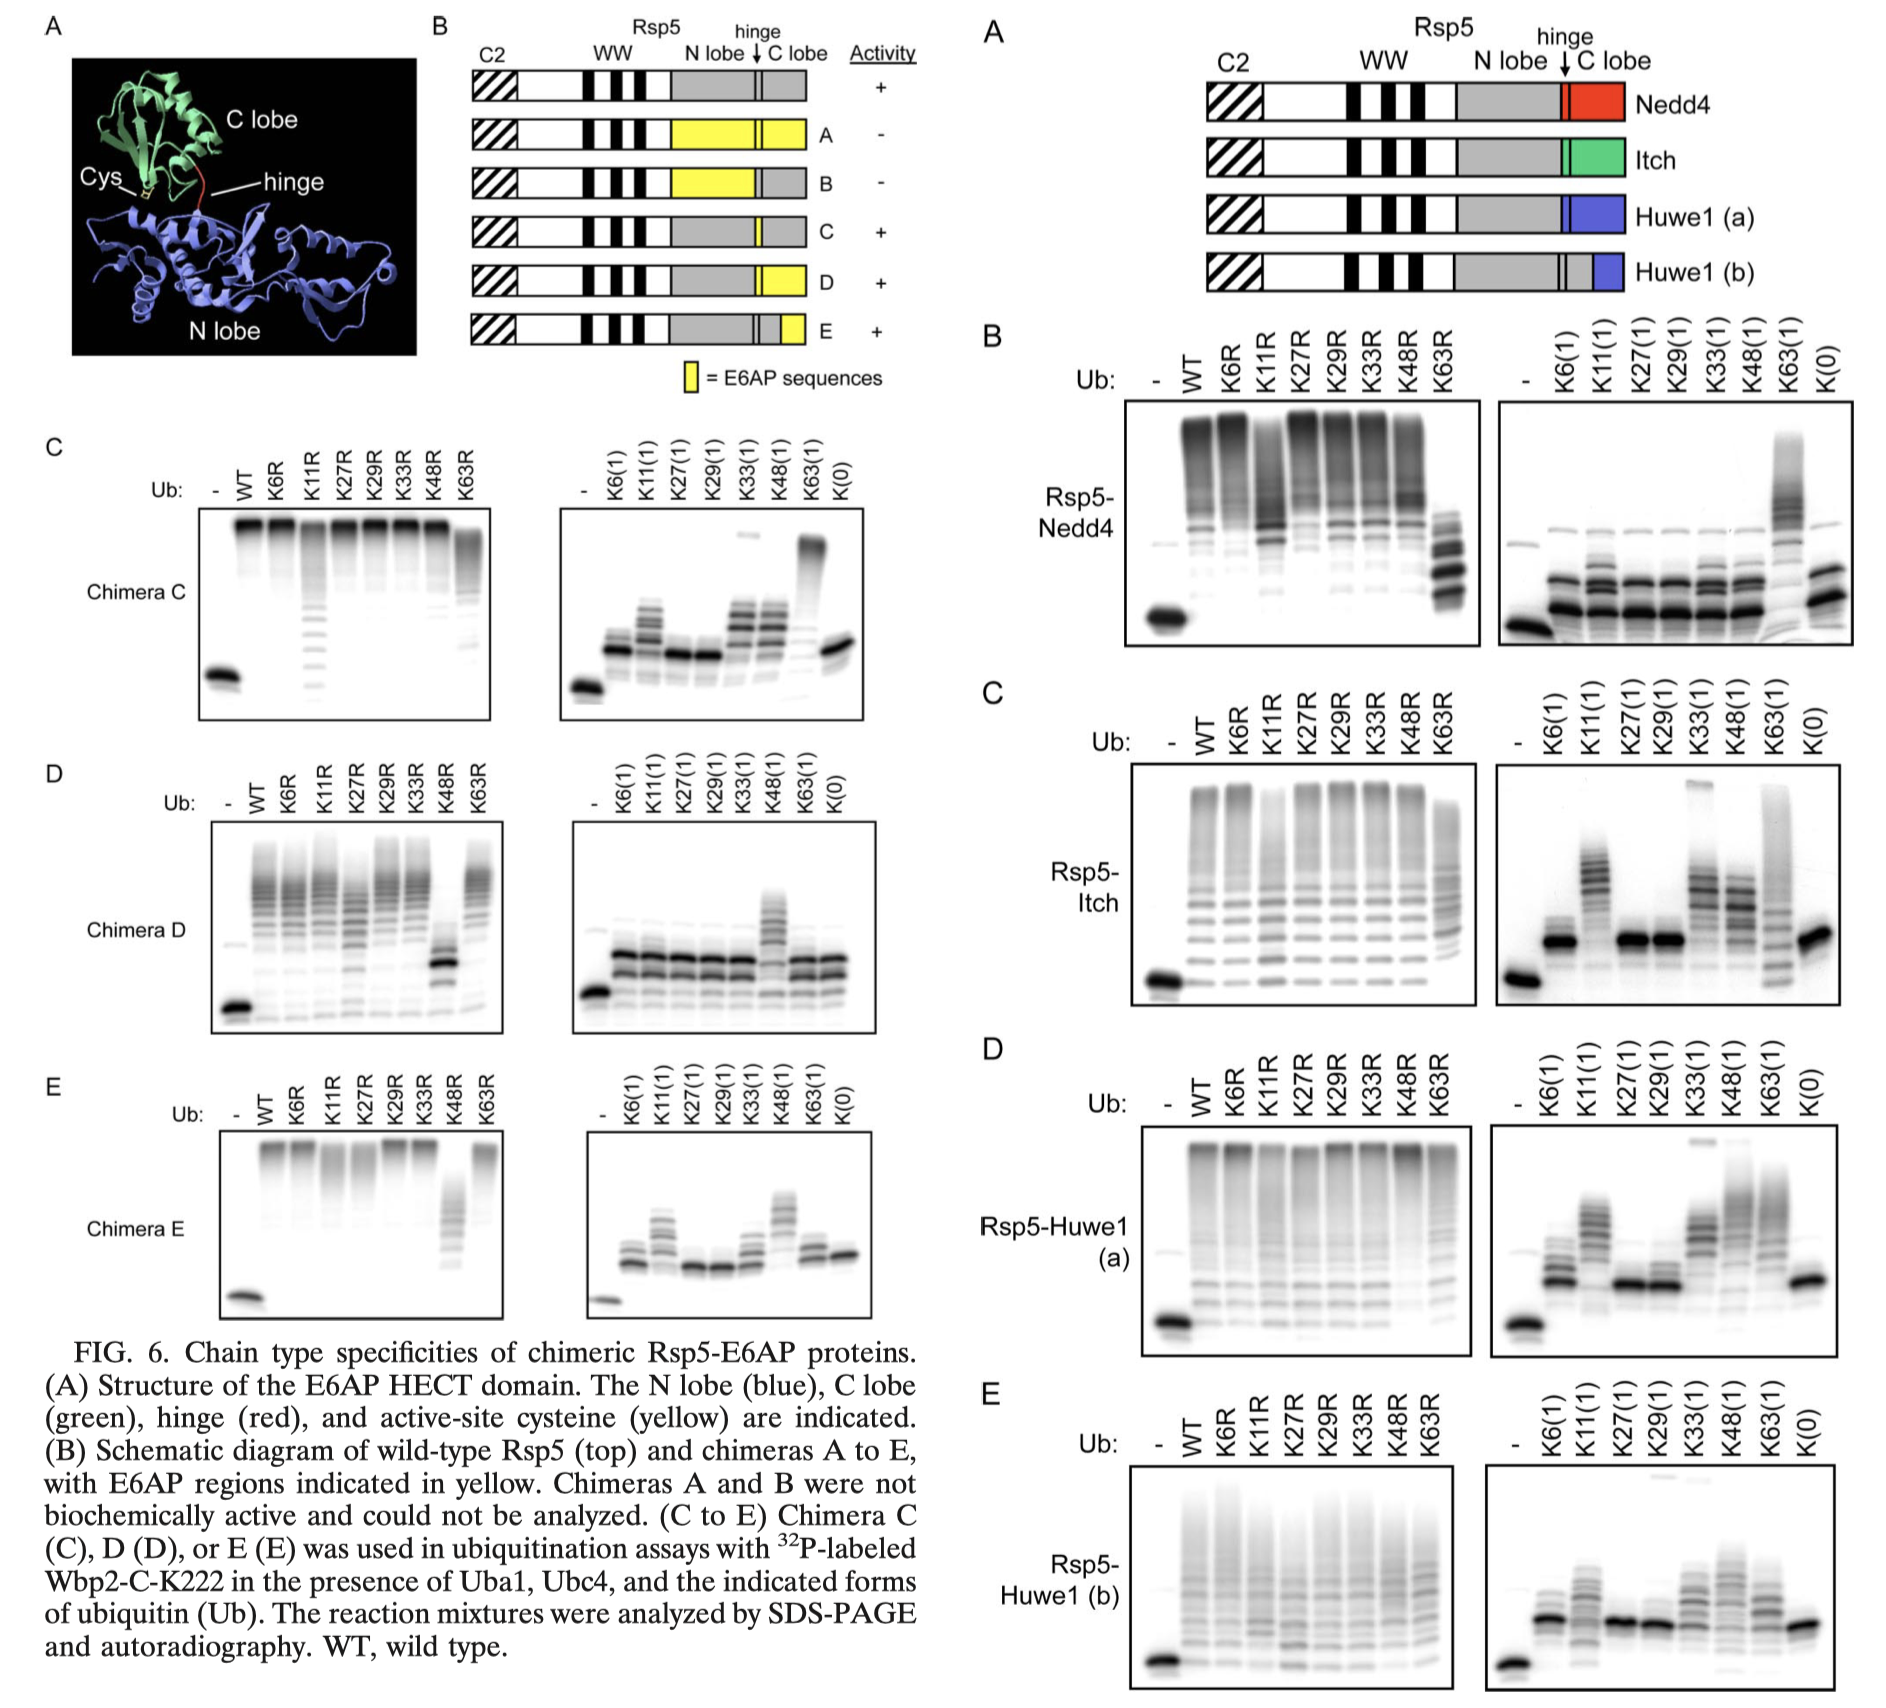 A
C lobe
Cys
hinge
N lobe
B
Rsp5
hinge
C2
WW
N lobe
C lobe
Activity
+
A
-
B
-
C
+
D
+
E
+
= E6AP sequences
C
Ub:
-
WT
K6R
K11R
K27R
K29R
K33R
K48R
K63R
-
K6(1)
K11(1)
K27(1)
K29(1)
K33(1)
K48(1)
K63(1)
K(0)
Chimera C
D
Ub:
-
WT
K6R
K11R
K27R
K29R
K33R
K48R
K63R
-
K6(1)
K11(1)
K27(1)
K29(1)
K33(1)
K48(1)
K63(1)
K(0)
Chimera D
E
Ub:
-
WT
K6R
K11R
K27R
K29R
K33R
K48R
K63R
-
K6(1)
K11(1)
K27(1)
K29(1)
K33(1)
K48(1)
K63(1)
K(0)
Chimera E
FIG. 6. Chain type specificities of chimeric Rsp5-E6AP proteins.
(A) Structure of the E6AP HECT domain. The N lobe (blue), C lobe
(green), hinge (red), and active-site cysteine (yellow) are indicated.
(B) Schematic diagram of wild-type Rsp5 (top) and chimeras A to E,
with E6AP regions indicated in yellow. Chimeras A and B were not
biochemically active and could not be analyzed. (C to E) Chimera C
(C), D (D), or E (E) was used in ubiquitination assays with ³²P-labeled
Wbp2-C-K222 in the presence of Uba1, Ubc4, and the indicated forms
of ubiquitin (Ub). The reaction mixtures were analyzed by SDS-PAGE
and autoradiography. WT, wild type.
A
Rsp5
hinge
C2
WW
N lobe
C lobe
Nedd4
Itch
Huwe1 (a)
Huwe1 (b)
B
Ub:
-
WT
K6R
K11R
K27R
K29R
K33R
K48R
K63R
-
K6(1)
K11(1)
K27(1)
K29(1)
K33(1)
K48(1)
K63(1)
K(0)
Rsp5-
Nedd4
C
Ub:
-
WT
K6R
K11R
K27R
K29R
K33R
K48R
K63R
-
K6(1)
K11(1)
K27(1)
K29(1)
K33(1)
K48(1)
K63(1)
K(0)
Rsp5-
Itch
D
Ub:
-
WT
K6R
K11R
K27R
K29R
K33R
K48R
K63R
-
K6(1)
K11(1)
K27(1)
K29(1)
K33(1)
K48(1)
K63(1)
K(0)
Rsp5-Huwe1
(a)
E
Ub:
-
WT
K6R
K11R
K27R
K29R
K33R
K48R
K63R
-
K6(1)
K11(1)
K27(1)
K29(1)
K33(1)
K48(1)
K63(1)
K(0)
Rsp5-
Huwe1 (b)